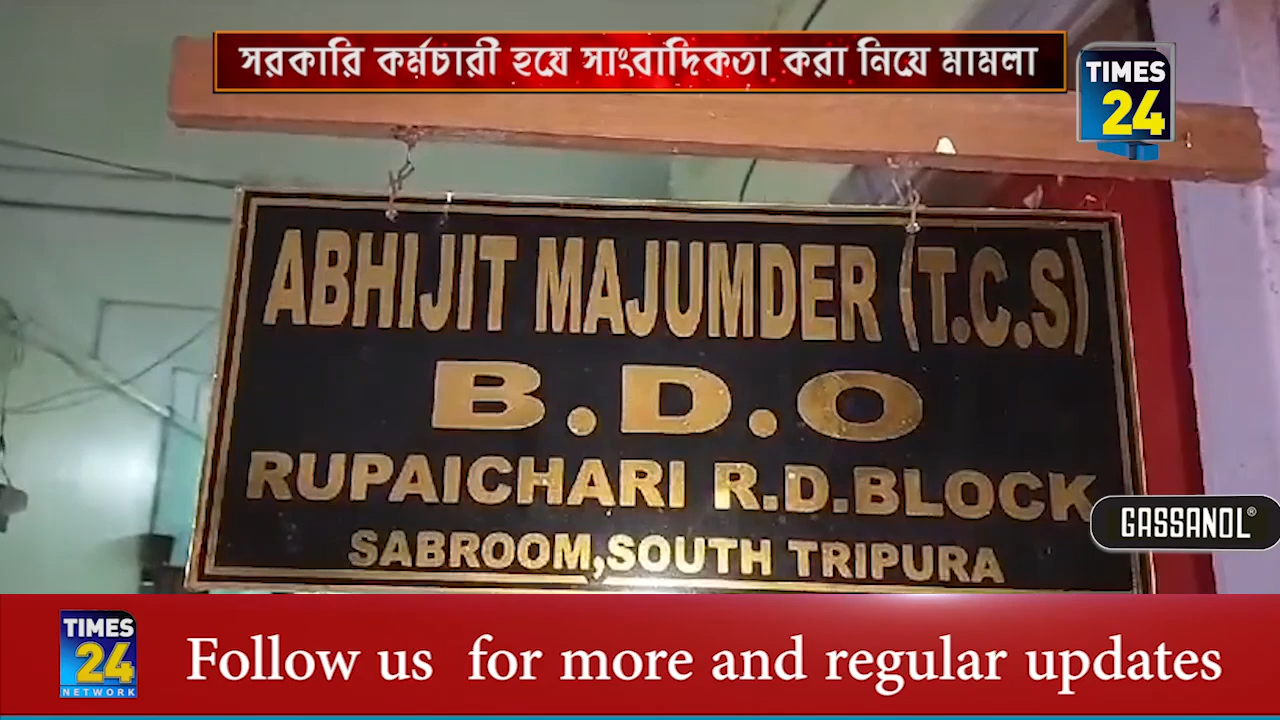 সরকারি কর্মচারী হয়ে সাংবাদিকতা করা নিয়ে মামলা
TIMES
24
ABHIJIT MAJUMDER (T.C.S)
B.D.O
RUPAICHARI R.D.BLOCK
SABROOM,SOUTH TRIPURA
GASSANOL®
TIMES
24
NETWORK
Follow us for more and regular updates